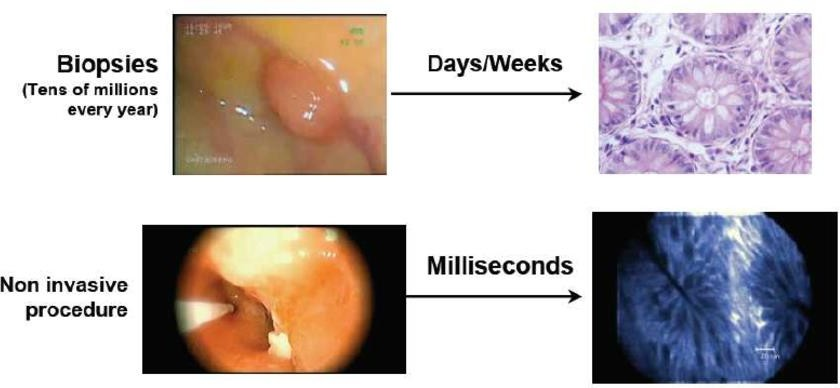 Biopsies
(Tens of millions
every year)
Days/Weeks
Non invasive
procedure
Milliseconds